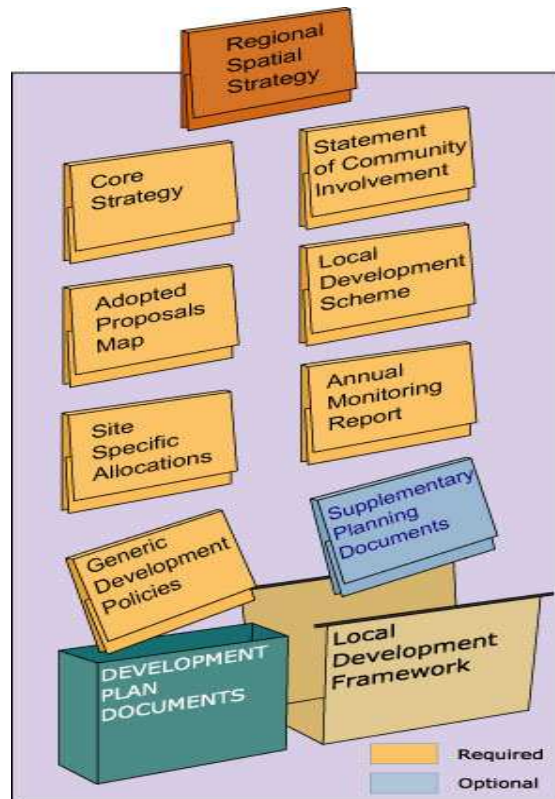 Regional
Spatial
Strategy
Core
Strategy
Statement
of Community
Involvement
Adopted
Proposals
Map
Local
Development
Scheme
Site
Specific
Allocations
Annual
Monitoring
Report
Generic
Development
Policies
Supplementary
Planning
Documents
DEVELOPMENT
PLAN
DOCUMENTS
Local
Development
Framework
Required
Optional